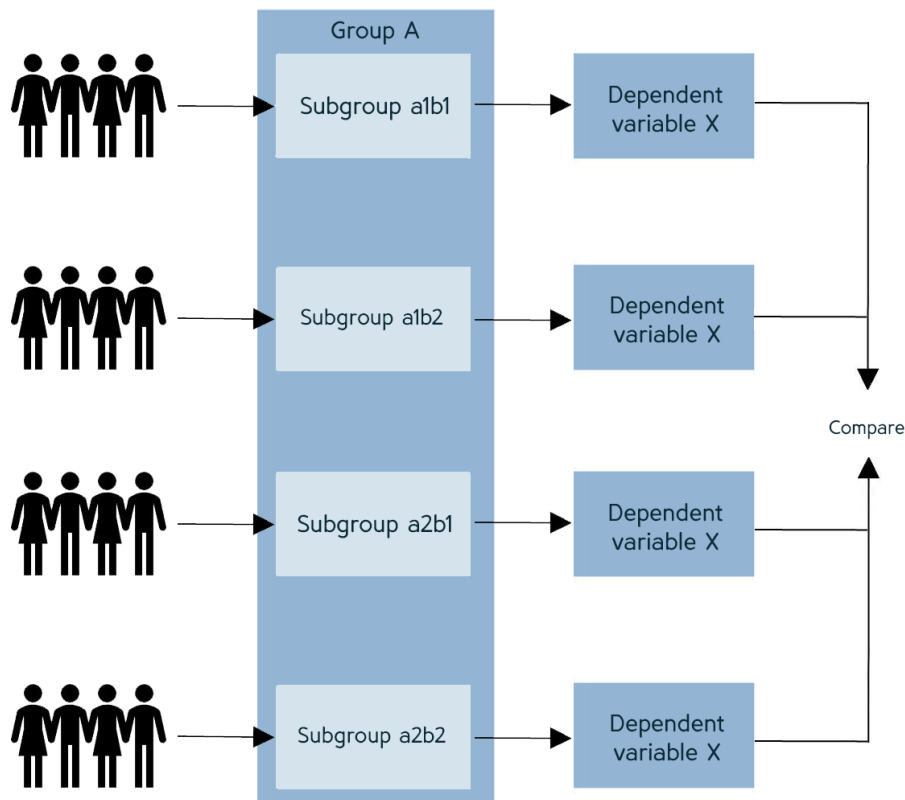 Group A
Subgroup a1b1
Dependent
variable X
Subgroup a1b2
Dependent
variable X
Compare
Subgroup a2b1
Dependent
variable X
Subgroup a2b2
Dependent
variable X